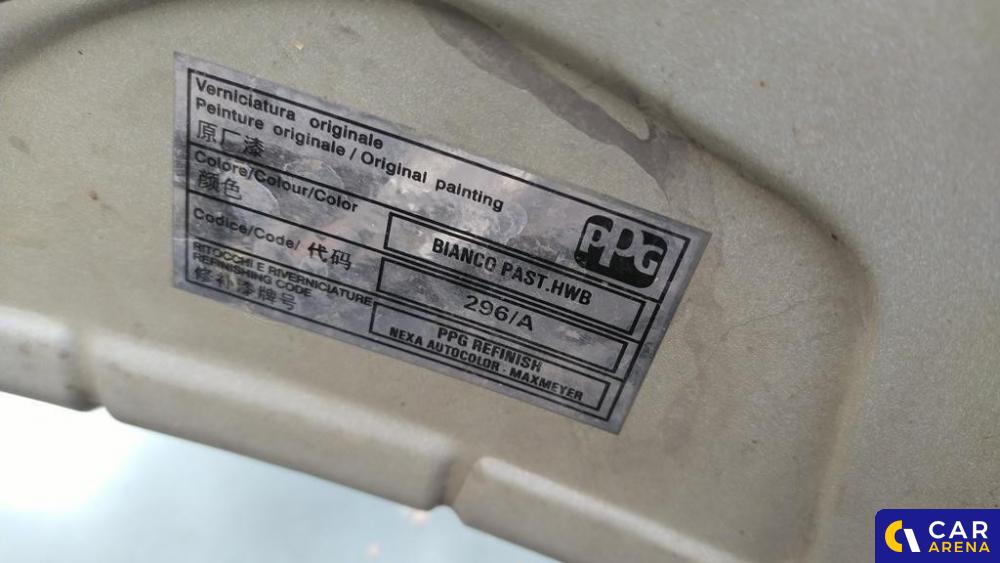 Verniciatura originale
Peinture originale / Original painting
原厂漆
PPG
Colore/Colour/Color
颜色
BIANCO PAST.HWB
Codice/Code/ 代码
296/A
RITOCCHI E RIVERNICIATURE
REFINISHING CODE
修补漆牌号
PPG REFINISH
NEXA AUTOCOLOR - MAXMEYER
CAR
ARENA